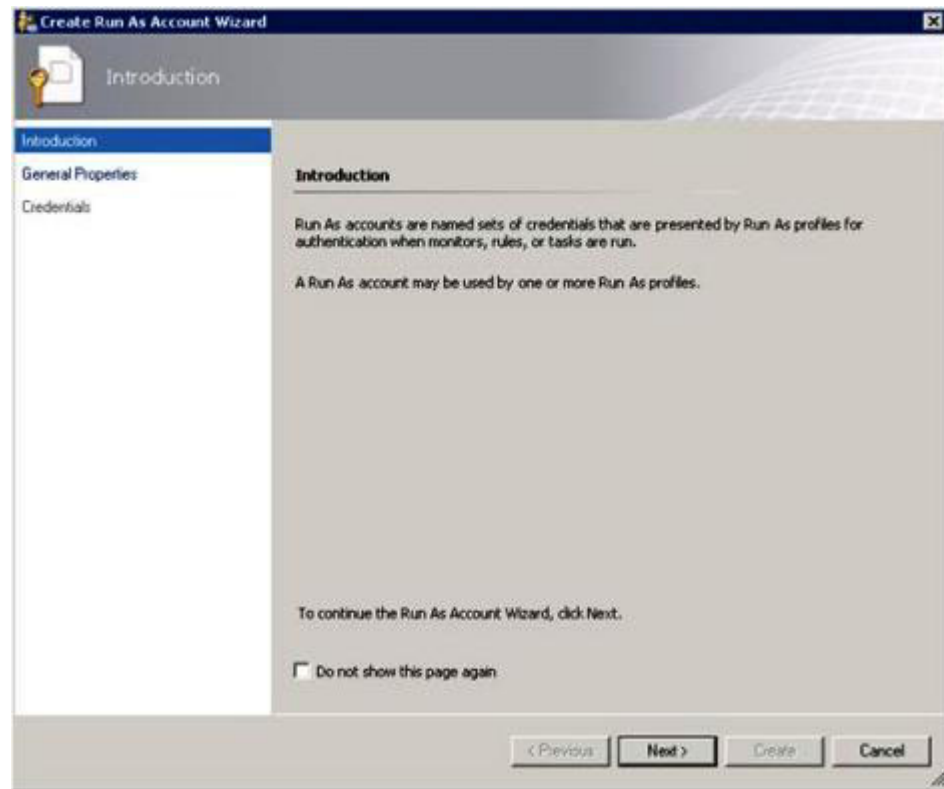 Create Run As Account Wizard
Introduction
Introduction
General Properties
Credentials
Introduction
Run As accounts are named sets of credentials that are presented by Run As profiles for
authentication when monitors, rules, or tasks are run.
A Run As account may be used by one or more Run As profiles.
To continue the Run As Account Wizard, click Next.
Do not show this page again
< Previous
Next >
Create
Cancel